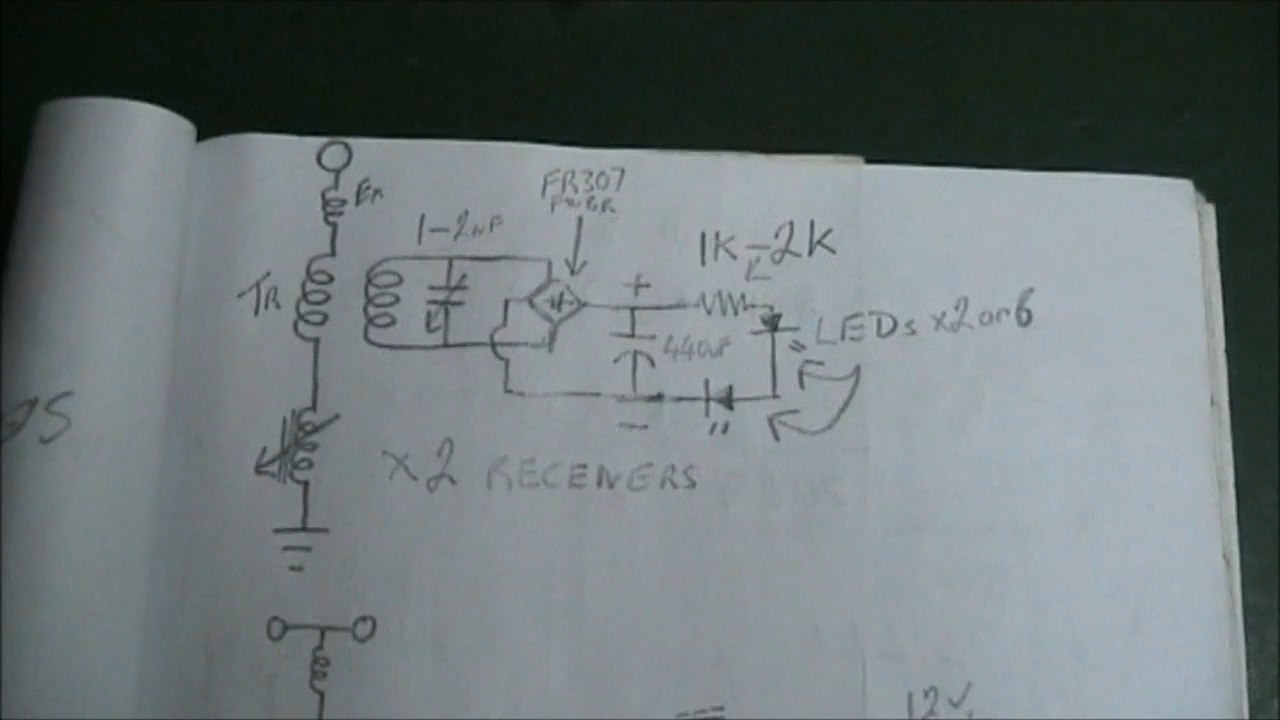 FR307
FWBR
1-2nF
1K-2K
TR
+
LEDs x2 or 6
440uF
-
"
x2 RECEIVERS
12V